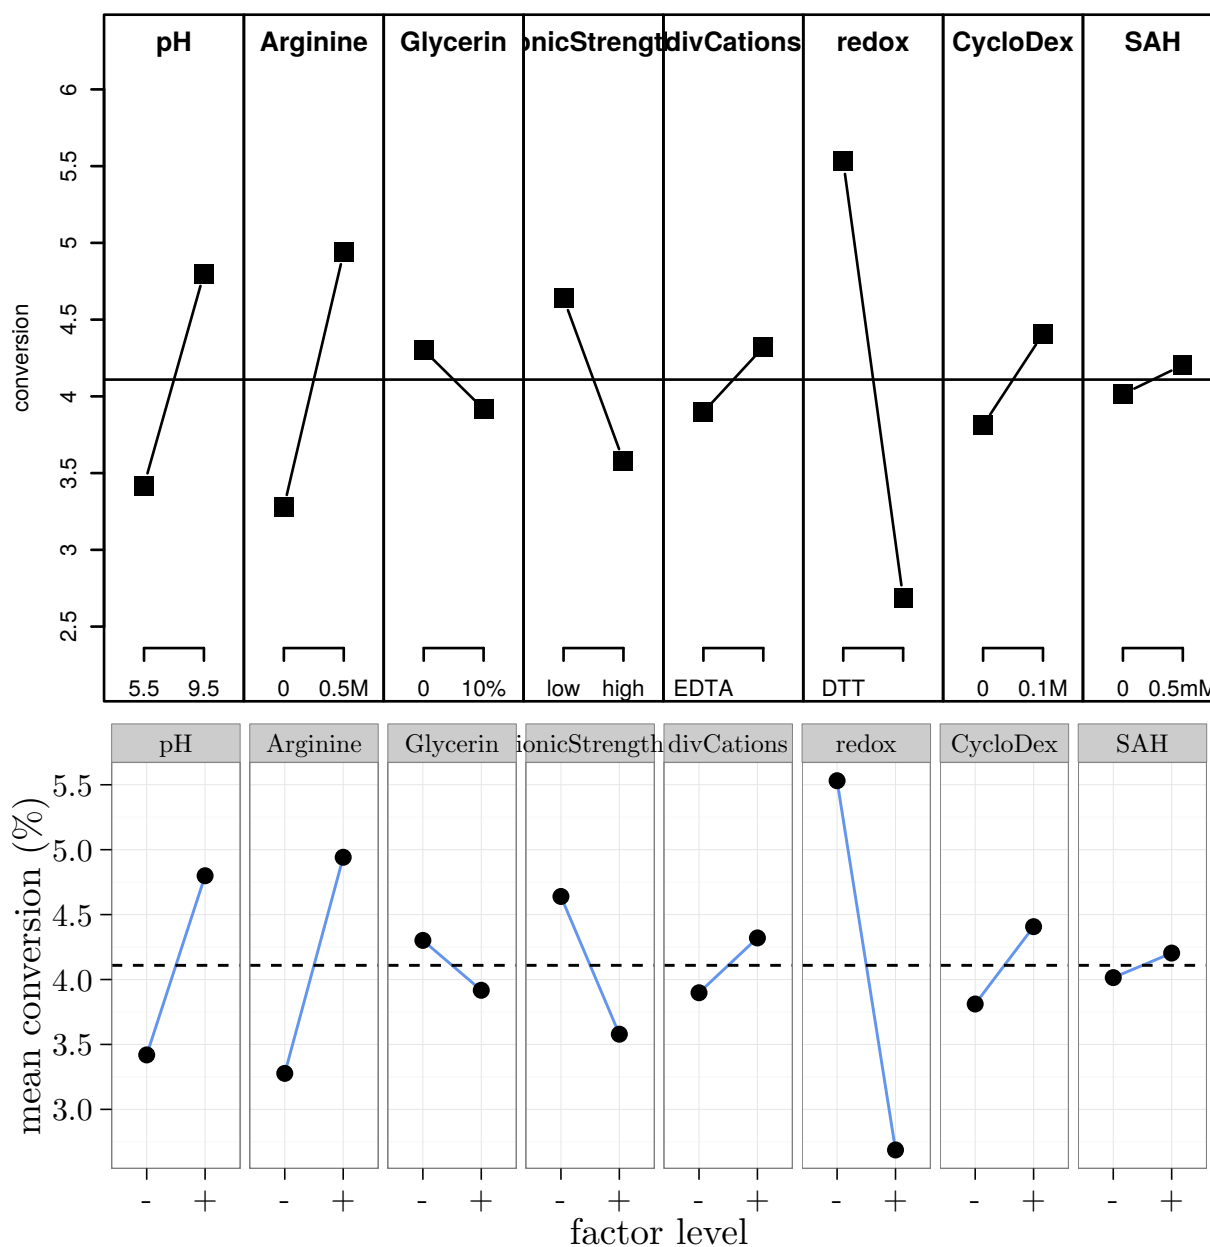 pH Arginine Glycerin onicStrengt divCations redox CycloDex SAH
6
5.5
5
4.5
4
3.5
3
2.5
conversion
5.5 9.5 0 0.5M 0 10% low high EDTA DTT 0 0.1M 0 0.5mM
pH Arginine Glycerin ionicStrength divCations redox CycloDex SAH
5.5
5.0
4.5
4.0
3.5
3.0
mean conversion (%)
- + - + - + - + - + - + - + - +
factor level